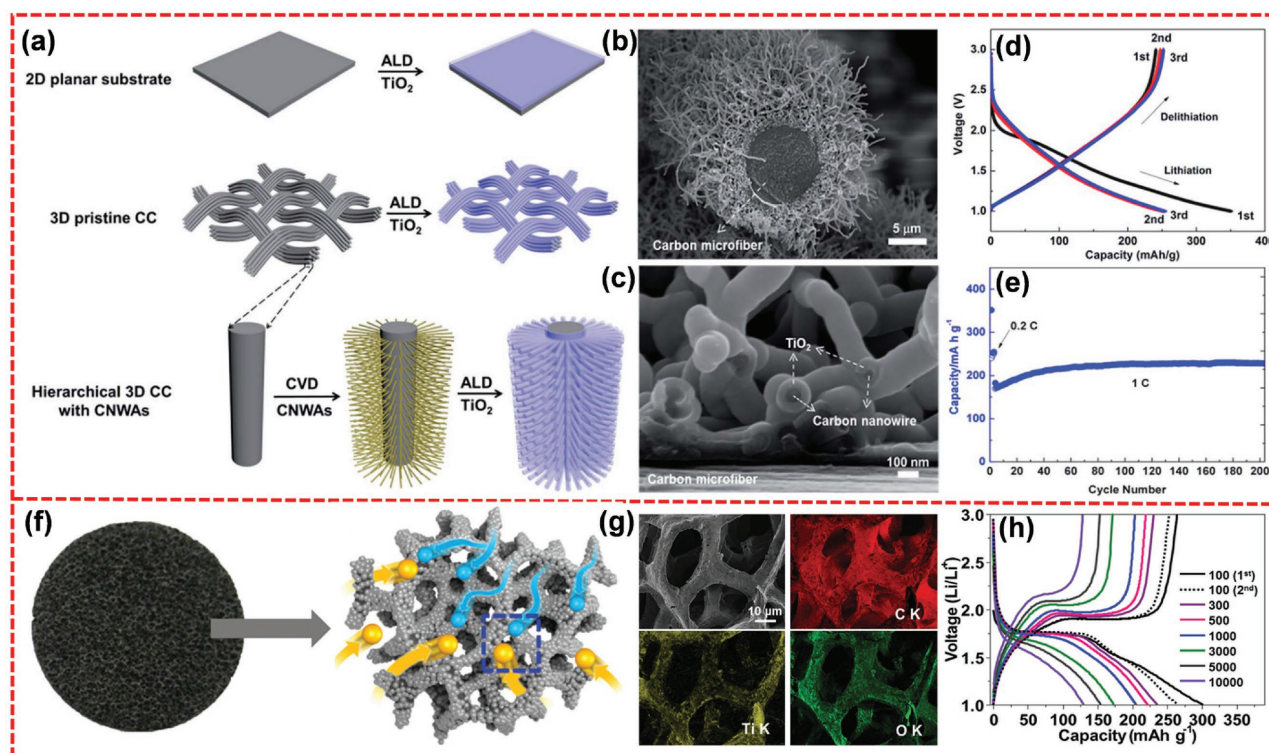 (a)
2D planar substrate
ALD
TiO2
3D pristine CC
ALD
TiO2
Hierarchical 3D CC
with CNWAs
CVD
CNWAs
ALD
TiO2
(b)
Carbon microfiber
5 μm
(c)
TiO2
Carbon nanowire
100 nm
Carbon microfiber
(d)
2nd
1st
3rd
Delithiation
Lithiation
2nd
3rd
1st
Voltage (V)
3.0
2.5
2.0
1.5
1.0
0 100 200 300 400
Capacity (mAh/g)
(e)
0.2 C
1 C
Capacity/mA h g-1
400
300
200
100
0
0 20 40 60 80 100 120 140 160 180 200
Cycle Number
(f)
(g)
10 μm
C K
Ti K
O K
(h)
Voltage (Li/Li+)
3.0
2.5
2.0
1.5
1.0
100 (1st)
100 (2nd)
300
500
1000
3000
5000
10000
0 50 100 150 200 250 300 350
Capacity (mAh g-1)